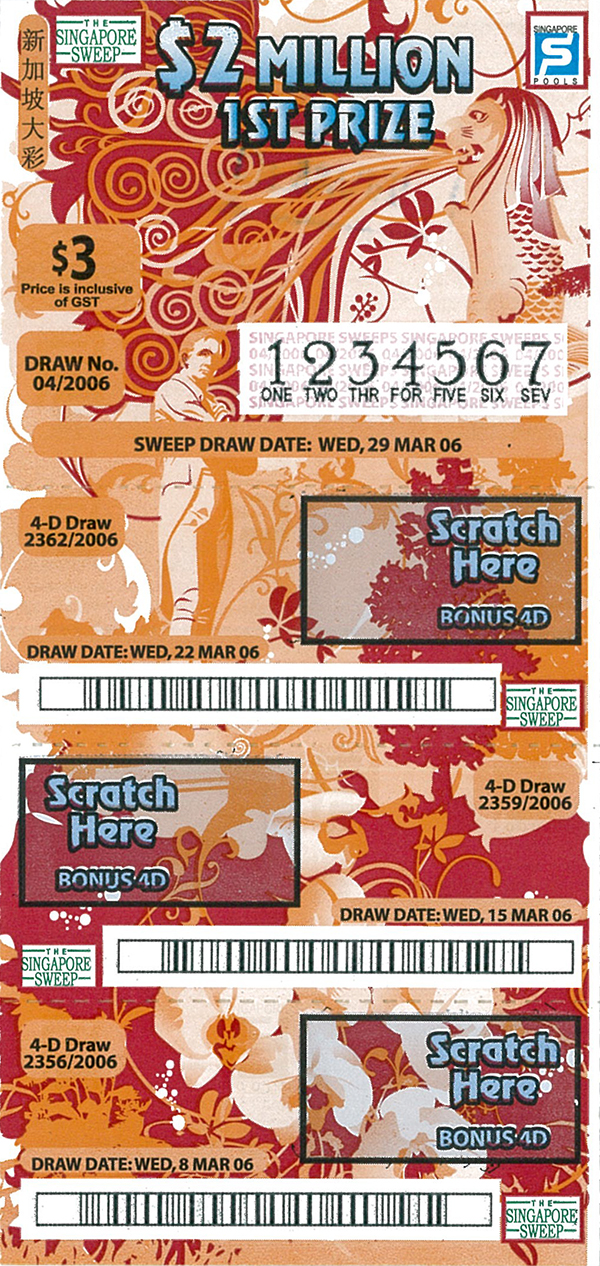 新加坡大彩
THE
SINGAPORE
SWEEP
$2 MILLION
1ST PRIZE
SINGAPORE
S
POOLS
$3
Price is inclusive
of GST
DRAW No.
04/2006
1234567
ONE TWO THR FOR FIVE SIX SEV
SWEEP DRAW DATE: WED, 29 MAR 06
4-D Draw
2362/2006
Scratch
Here
BONUS 4D
DRAW DATE: WED, 22 MAR 06
THE
SINGAPORE
SWEEP
Scratch
Here
BONUS 4D
4-D Draw
2359/2006
DRAW DATE: WED, 15 MAR 06
THE
SINGAPORE
SWEEP
4-D Draw
2356/2006
Scratch
Here
BONUS 4D
DRAW DATE: WED, 8 MAR 06
THE
SINGAPORE
SWEEP